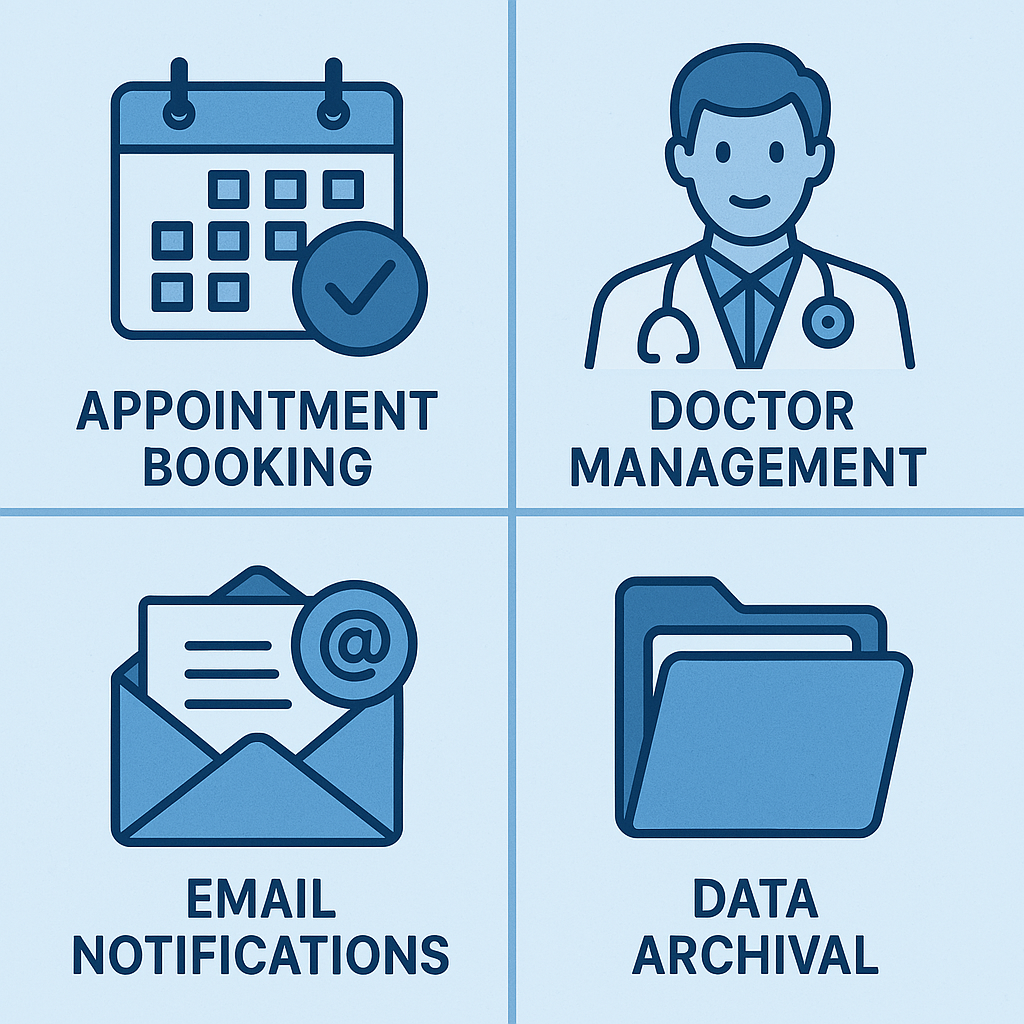 APPOINTMENT
BOOKING
DOCTOR
MANAGEMENT
@
EMAIL
NOTIFICATIONS
DATA
ARCHIVAL